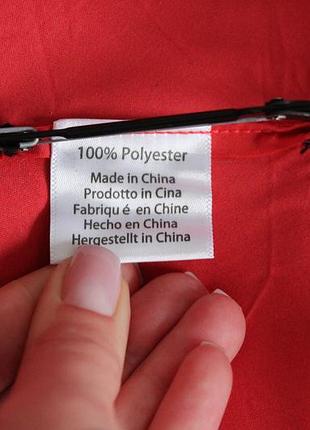 100% Polyester
Made in China
Prodotto in Cina
Fabriqu é en Chine
Hecho en China
Hergestellt in China